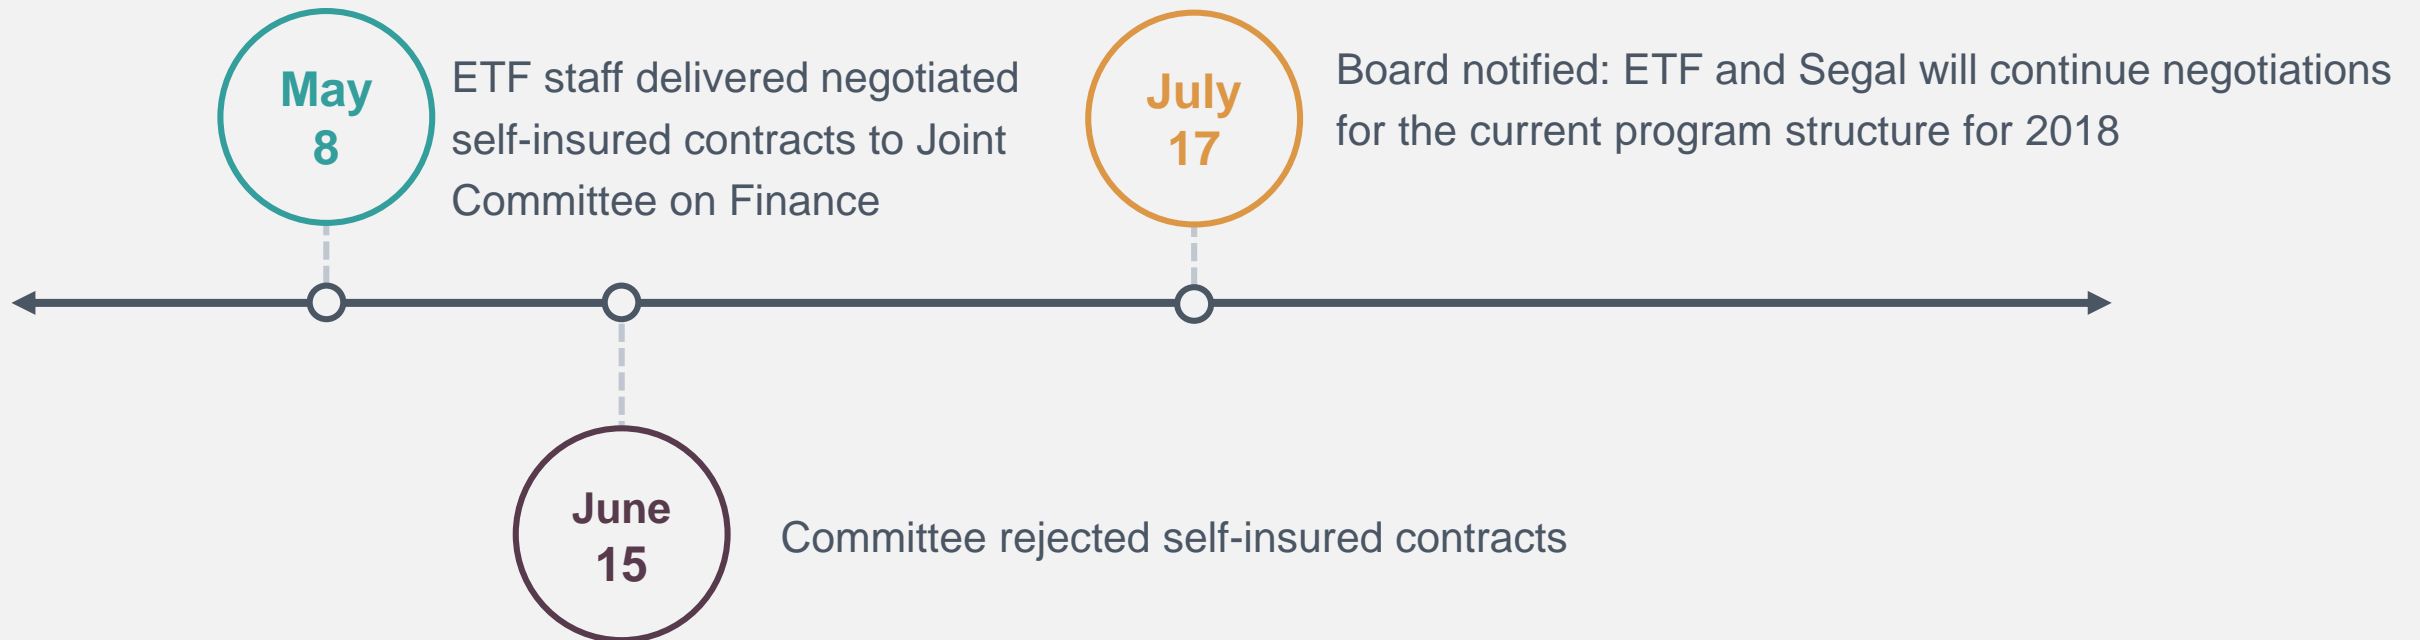 May
8
ETF staff delivered negotiated
self-insured contracts to Joint
Committee on Finance
July
17
Board notified: ETF and Segal will continue negotiations
for the current program structure for 2018
June
15
Committee rejected self-insured contracts